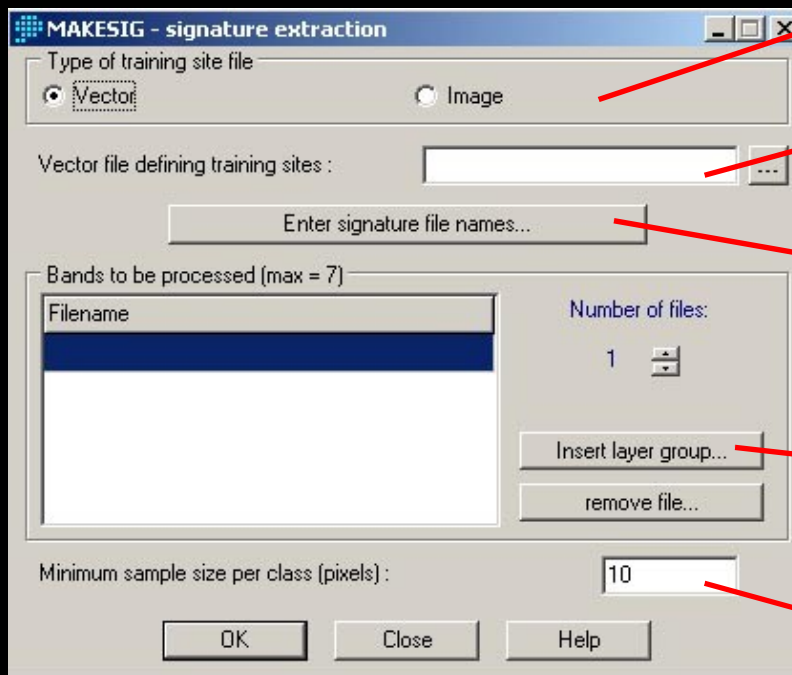 MAKESIG - signature extraction
Type of training site file
Vector
Image
Vector file defining training sites :
...
Enter signature file names...
Bands to be processed (max = 7)
Filename
Number of files:
1
Insert layer group...
remove file...
Minimum sample size per class (pixels) :
10
OK
Close
Help